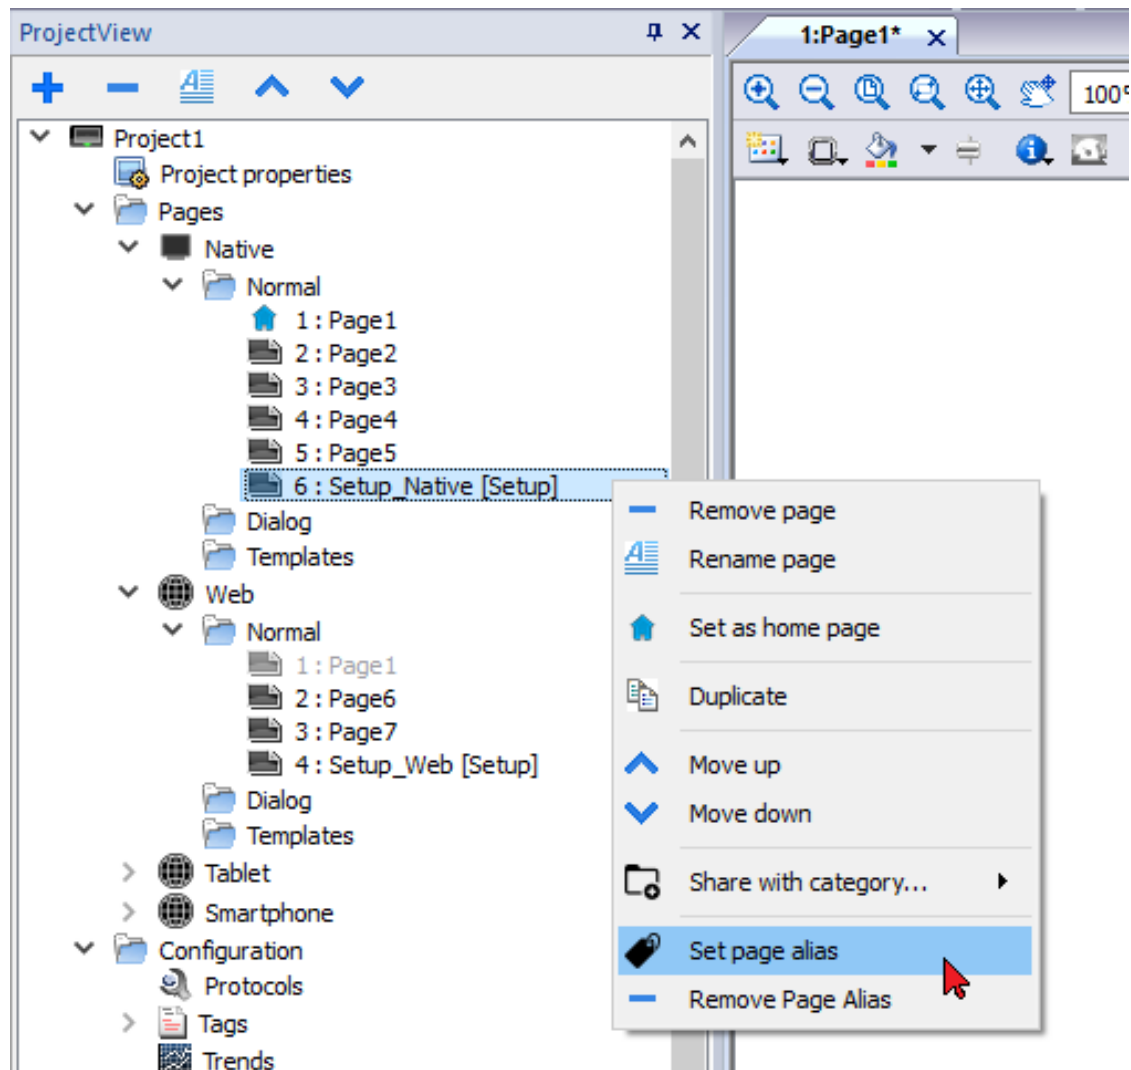 ProjectView
1:Page1*
100%
Project1
Project properties
Pages
Native
Normal
1 : Page1
2 : Page2
3 : Page3
4 : Page4
5 : Page5
6 : Setup_Native [Setup]
Dialog
Templates
Web
Normal
1 : Page1
2 : Page6
3 : Page7
4 : Setup_Web [Setup]
Dialog
Templates
Tablet
Smartphone
Configuration
Protocols
Tags
Trends
Remove page
Rename page
Set as home page
Duplicate
Move up
Move down
Share with category...
Set page alias
Remove Page Alias